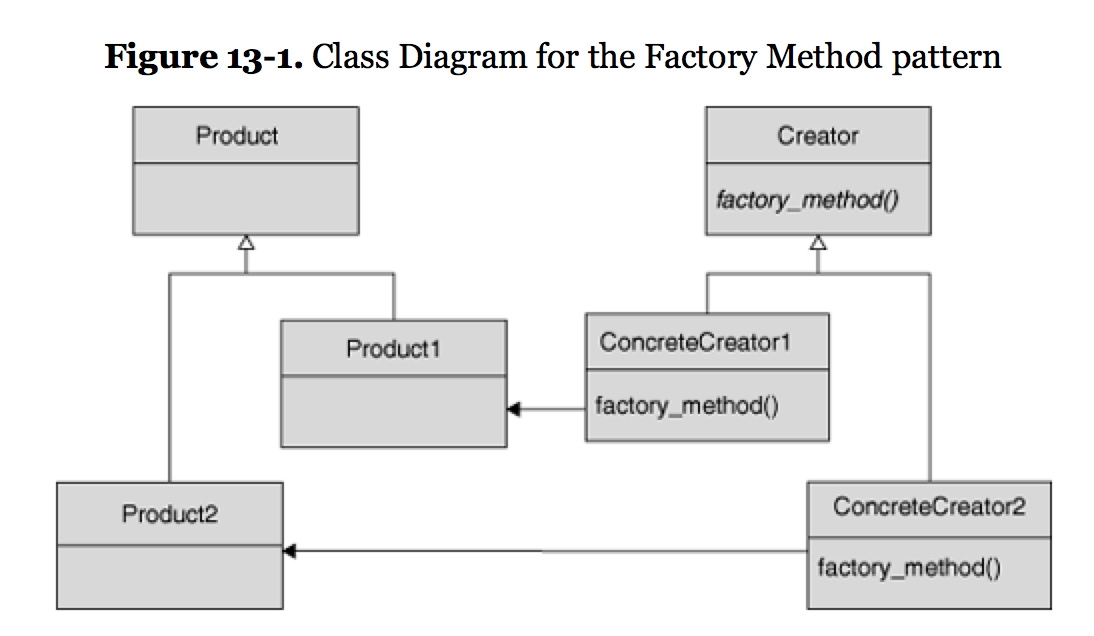 Figure 13-1. Class Diagram for the Factory Method pattern
Product
Creator
factory_method()
Product1
ConcreteCreator1
factory_method()
Product2
ConcreteCreator2
factory_method()